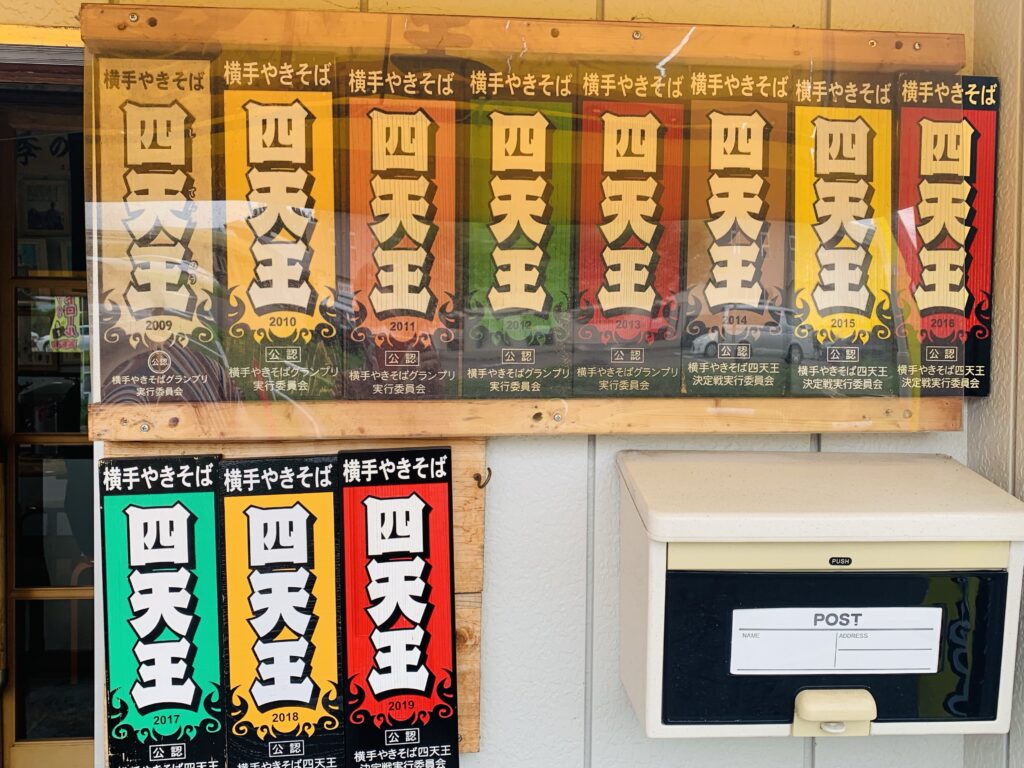 横手やきそば
四天王
2009
公認
横手やきそばグランプリ
実行委員会
横手やきそば
四天王
2010
公認
横手やきそばグランプリ
実行委員会
横手やきそば
四天王
2011
公認
横手やきそばグランプリ
実行委員会
横手やきそば
四天王
2012
公認
横手やきそばグランプリ
実行委員会
横手やきそば
四天王
2013
公認
横手やきそばグランプリ
実行委員会
横手やきそば
四天王
2014
公認
横手やきそば四天王
決定戦実行委員会
横手やきそば
四天王
2015
公認
横手やきそば四天王
決定戦実行委員会
横手やきそば
四天王
2016
公認
横手やきそば四天王
決定戦実行委員会
横手やきそば
四天王
2017
公認
横手やきそば四天王
横手やきそば
四天王
2018
公認
横手やきそば四天王
横手やきそば
四天王
2019
公認
横手やきそば四天王
決定戦実行委員会
PUSH
POST
NAME
ADDRESS
季の